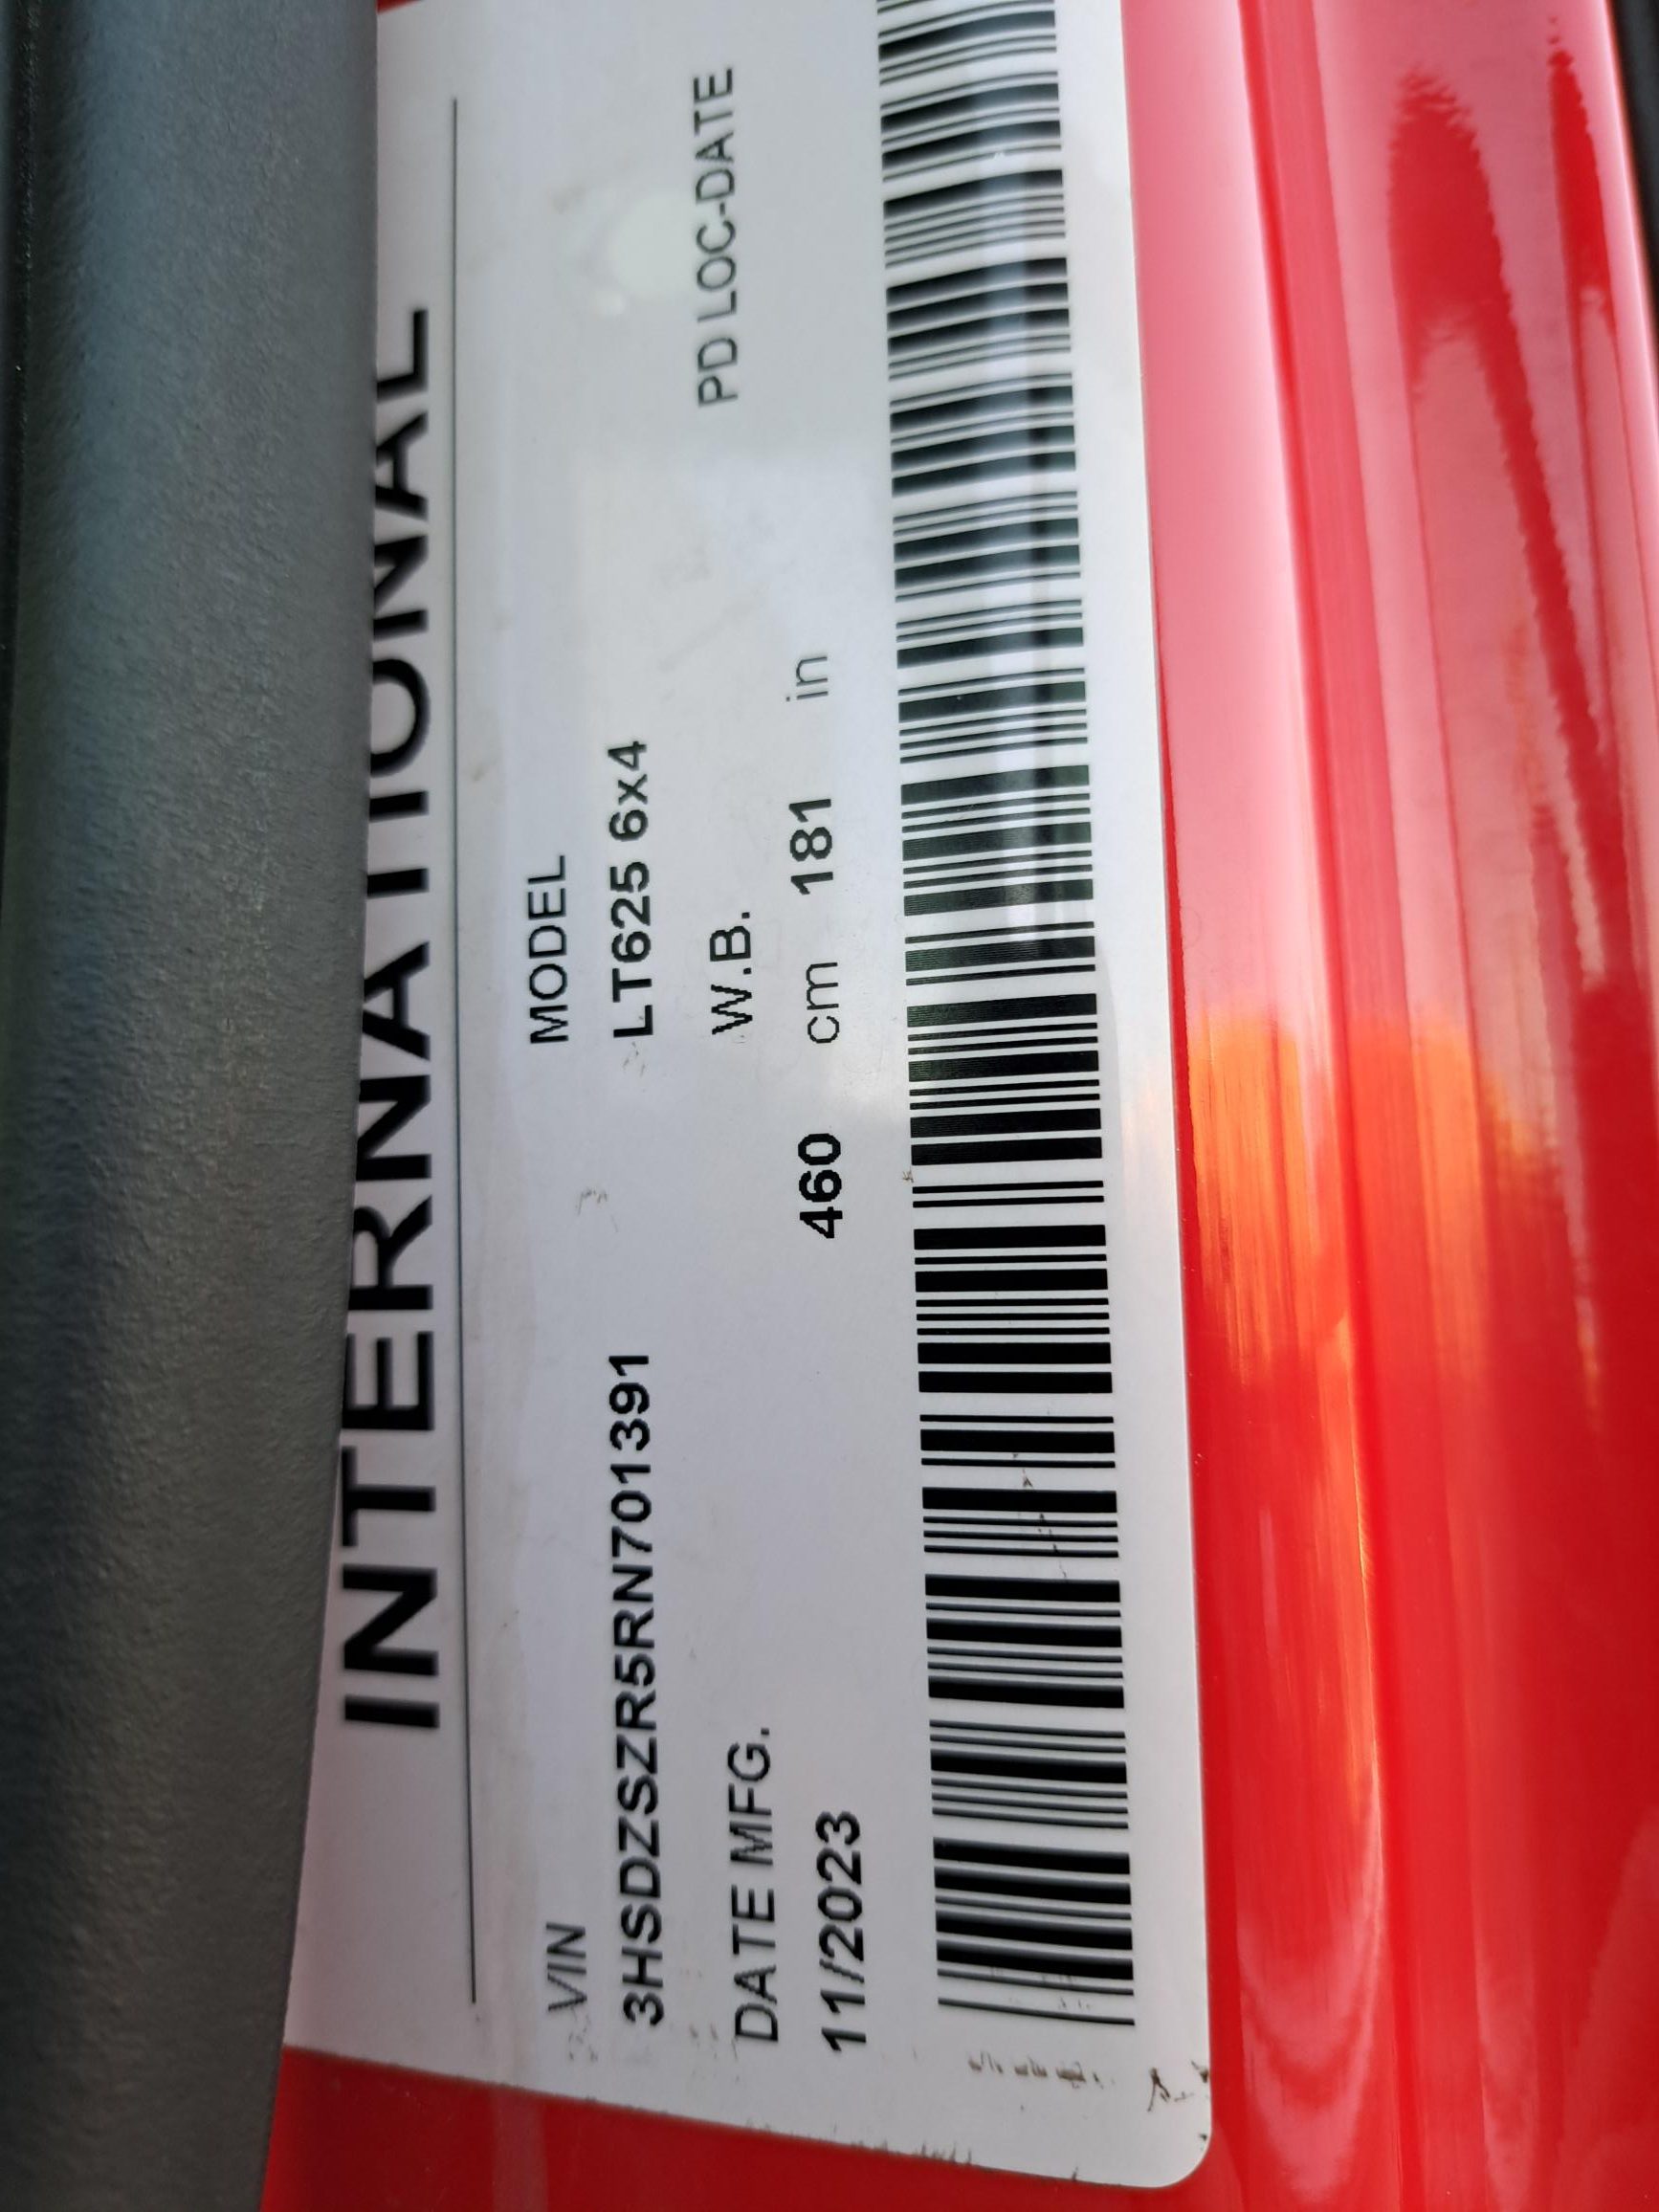 INTERNATIONAL
VIN MODEL
3HSDZSZR5RN701391 LT625 6x4
DATE MFG. W.B. PD LOC-DATE
11/2023 460 cm 181 in